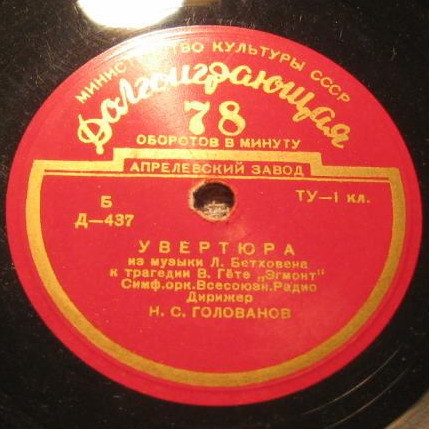 МИНИСТЕРСТВО КУЛЬТУРЫ СССР
Долгоиграющая
78
ОБОРОТОВ В МИНУТУ
АПРЕЛЕВСКИЙ ЗАВОД
Б
Д—437
ТУ—I кл.
УВЕРТЮРА
из музыки Л. Бетховена
к трагедии В. Гёте „Эгмонт"
Симф.орк.Всесоюзн.Радио
Дирижер
Н. С. ГОЛОВАНОВ